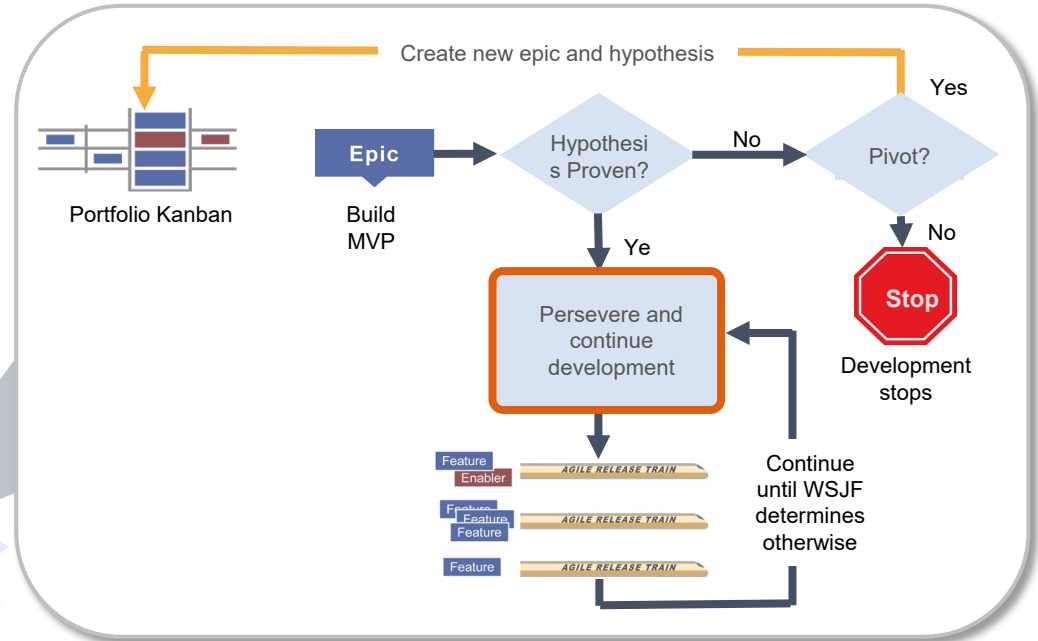 Create new epic and hypothesis
Yes
Epic
Hypothesi
s Proven?
No
Pivot?
Portfolio Kanban
Build
MVP
Ye
No
Stop
Persevere and
continue
development
Development
stops
Feature
Enabler
AGILE RELEASE TRAIN
Feature
Feature
Feature
AGILE RELEASE TRAIN
Feature
AGILE RELEASE TRAIN
Continue
until WSJF
determines
otherwise